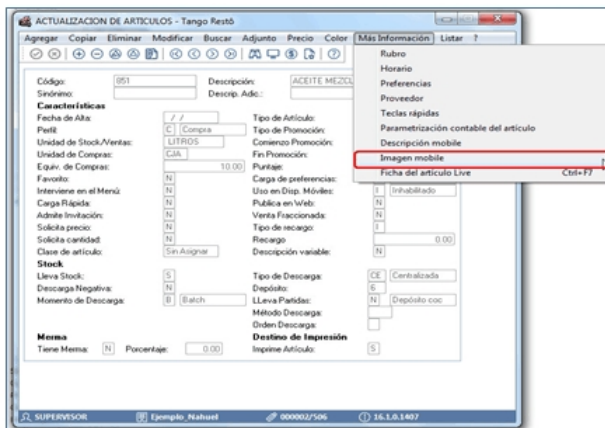 ACTUALIZACION DE ARTICULOS - Tango Restô
Agregar Copiar Eliminar Modificar Buscar Adjunto Precio Color Más Información Listar ?
Rubro
Horario
Preferencias
Proveedor
Teclas rápidas
Parametrización contable del artículo
Descripción mobile
Imagen mobile
Ficha del artículo Live Ctrl+F7
Código: 851 Descripción: ACEITE MEZCL
Sinónimo: Descrip. Adic.:
Características
Fecha de Alta: / / Tipo de Artículo:
Perfil: C Compra Tipo de Promoción:
Unidad de Stock/Ventas: LITROS Comienzo Promoción:
Unidad de Compras: CJA Fin Promoción:
Equiv. de Compras: 10.00 Puntaje:
Favorito: N Carga de preferencias:
Interviene en el Menú: N Uso en Disp. Móviles: I Inhabilitado
Carga Rápida: N Publica en Web: N
Admite Invitación: N Venta Fraccionada: N
Solicita precio: N Tipo de recargo: I
Solicita cantidad: N Recargo 0.00
Clase de artículo: Sin Asignar Descripción variable: N
Stock
Lleva Stock: S Tipo de Descarga: CE Centralizada
Descarga Negativa: N Depósito: 6
Momento de Descarga: B Batch LLeva Partidas: N Depósito coc
Método Descarga:
Orden Descarga:
Merma Destino de Impresión
Tiene Merma: N Porcentaje: 0.00 Imprime Artículo: S
SUPERVISOR Ejemplo_Nahuel 000002/506 16.1.0.1407